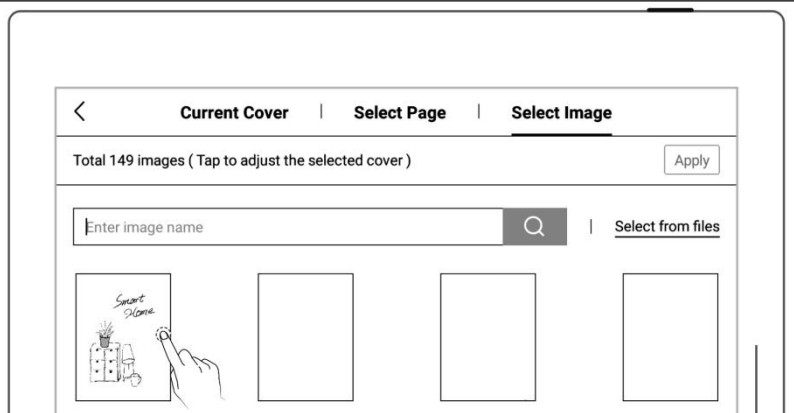 Current Cover | Select Page | Select Image
Total 149 images ( Tap to adjust the selected cover ) Apply
Enter image name | Select from files
Smart
Home